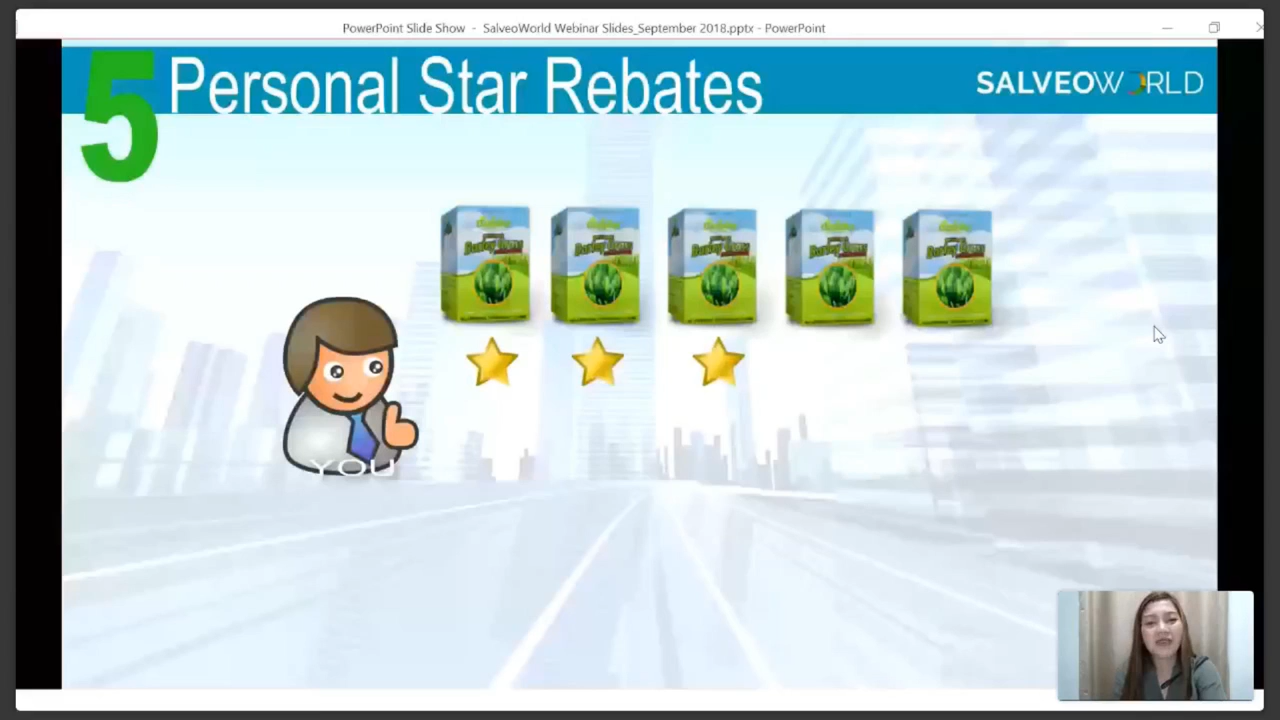 PowerPoint Slide Show - SalveoWorld Webinar Slides_September 2018.pptx - PowerPoint
5 Personal Star Rebates
SALVEOWORLD
YOU